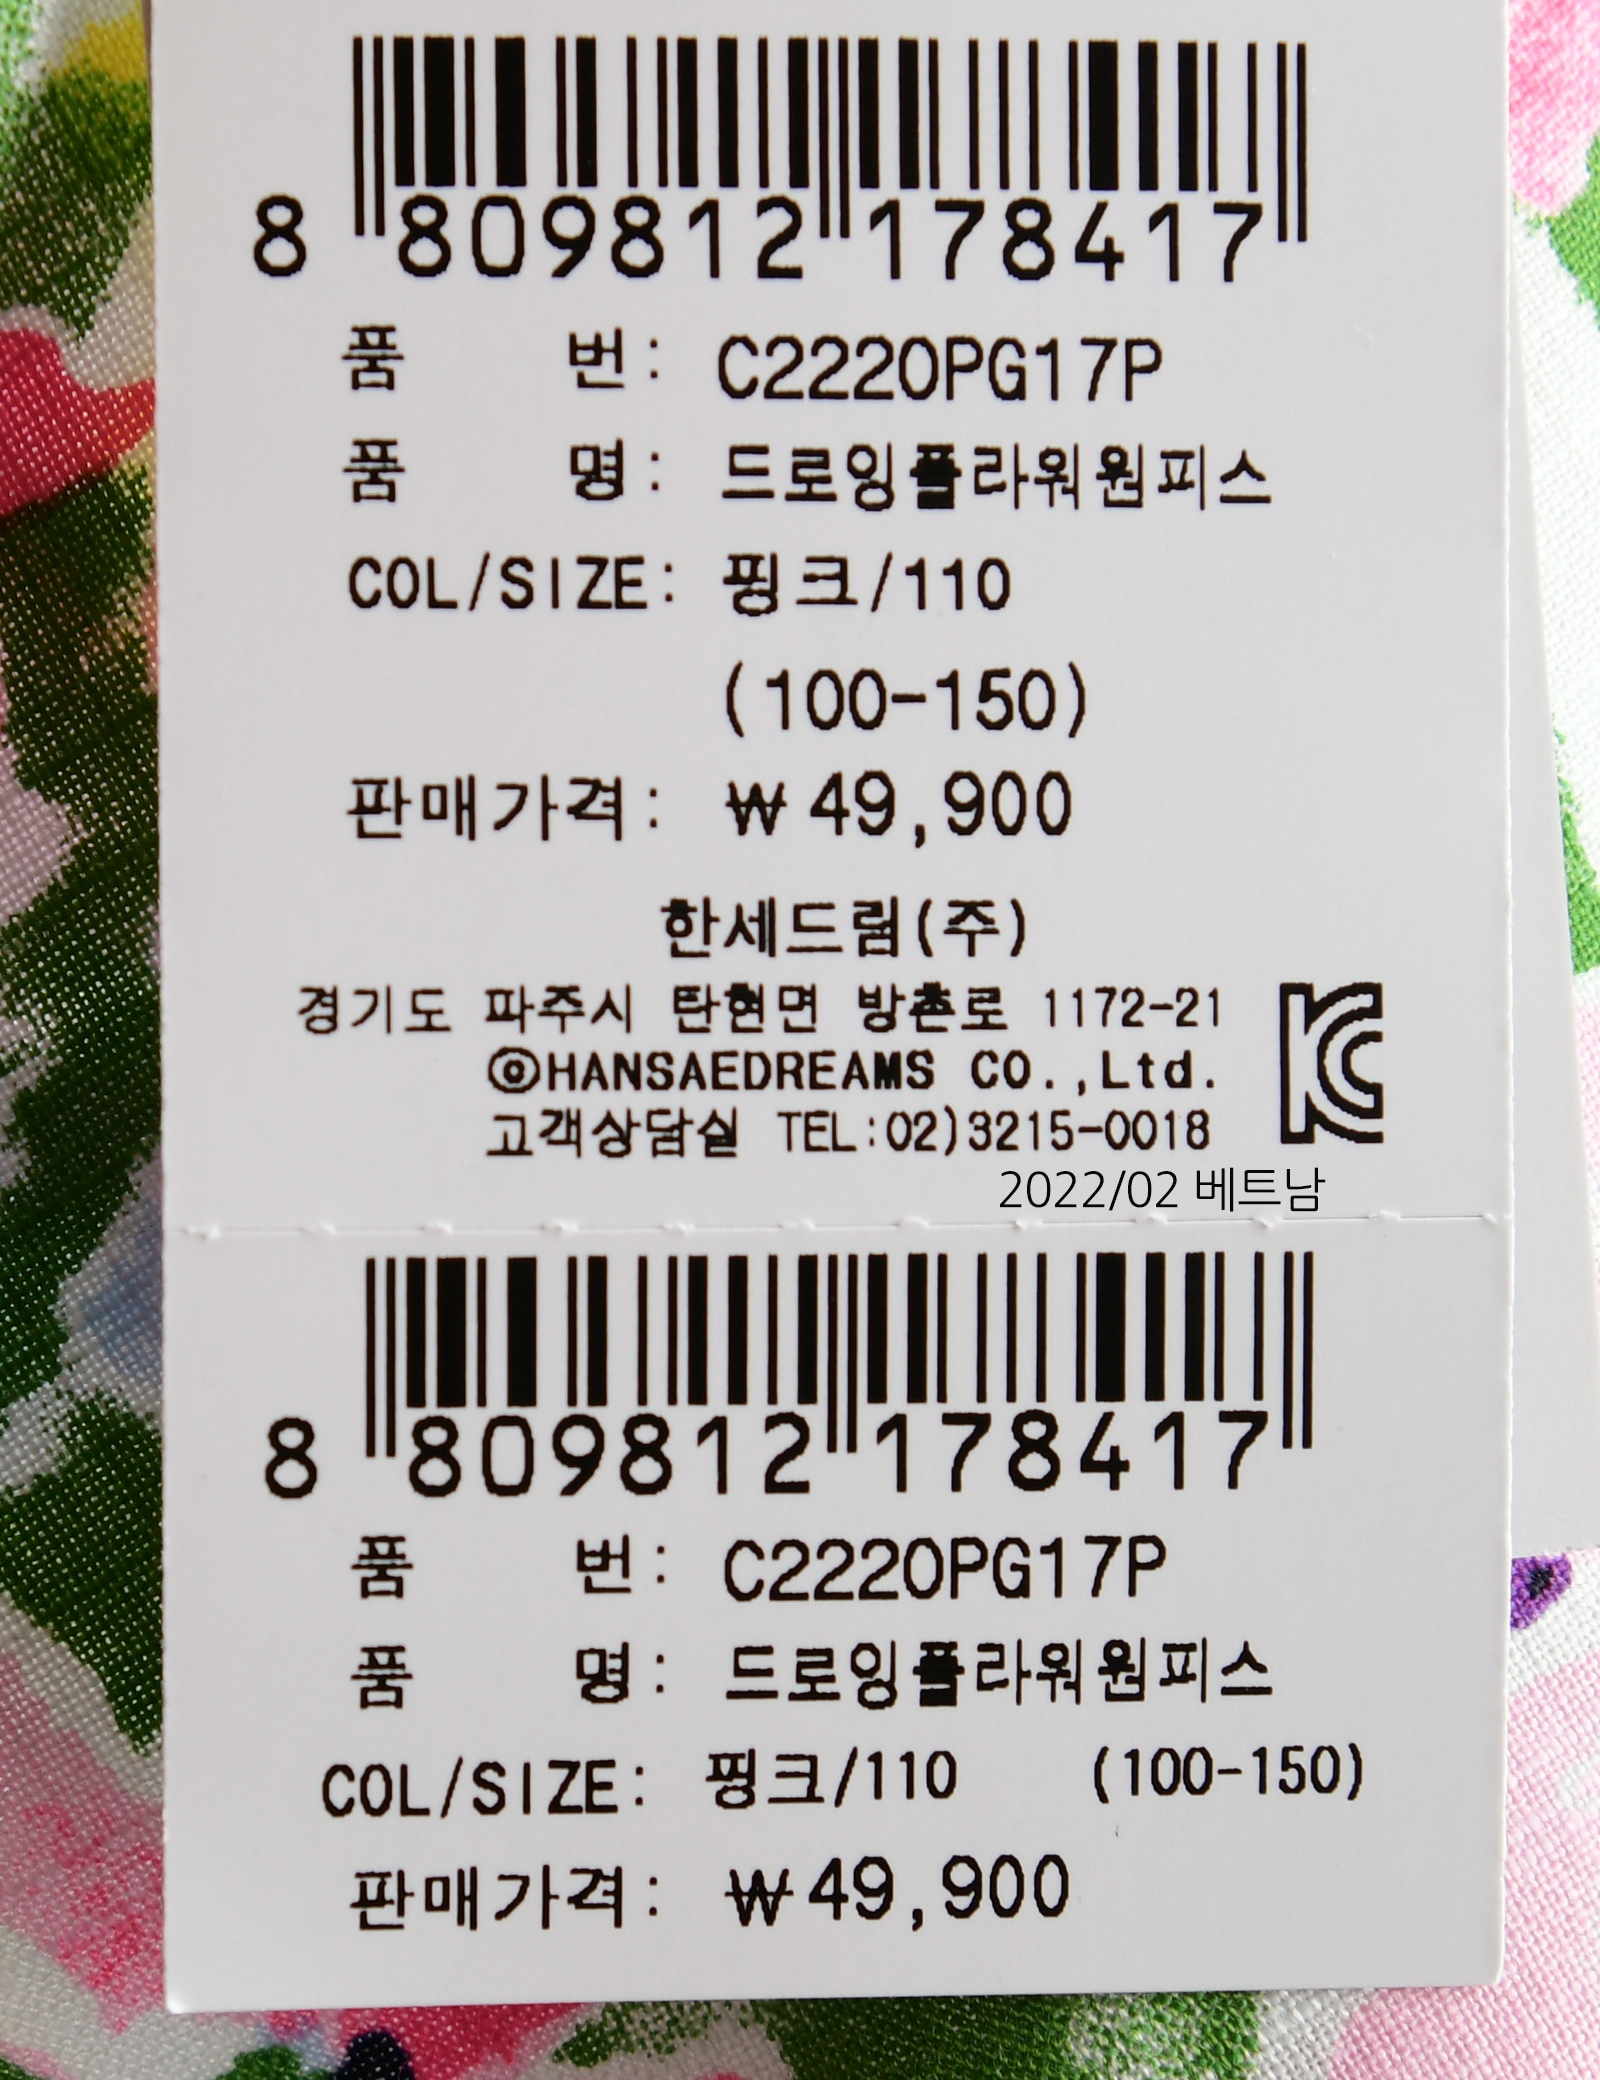 8 809812 178417
품 번: C2220PG17P
품 명: 드로잉플라워원피스
COL/SIZE: 핑크/110
(100-150)
판매가격: ₩49,900
한세드림(주)
경기도 파주시 탄현면 방촌로 1172-21
©HANSAEDREAMS CO.,Ltd.
고객상담실 TEL:02)3215-0018
2022/02 베트남
8 809812 178417
품 번: C2220PG17P
품 명: 드로잉플라워원피스
COL/SIZE: 핑크/110 (100-150)
판매가격: ₩49,900